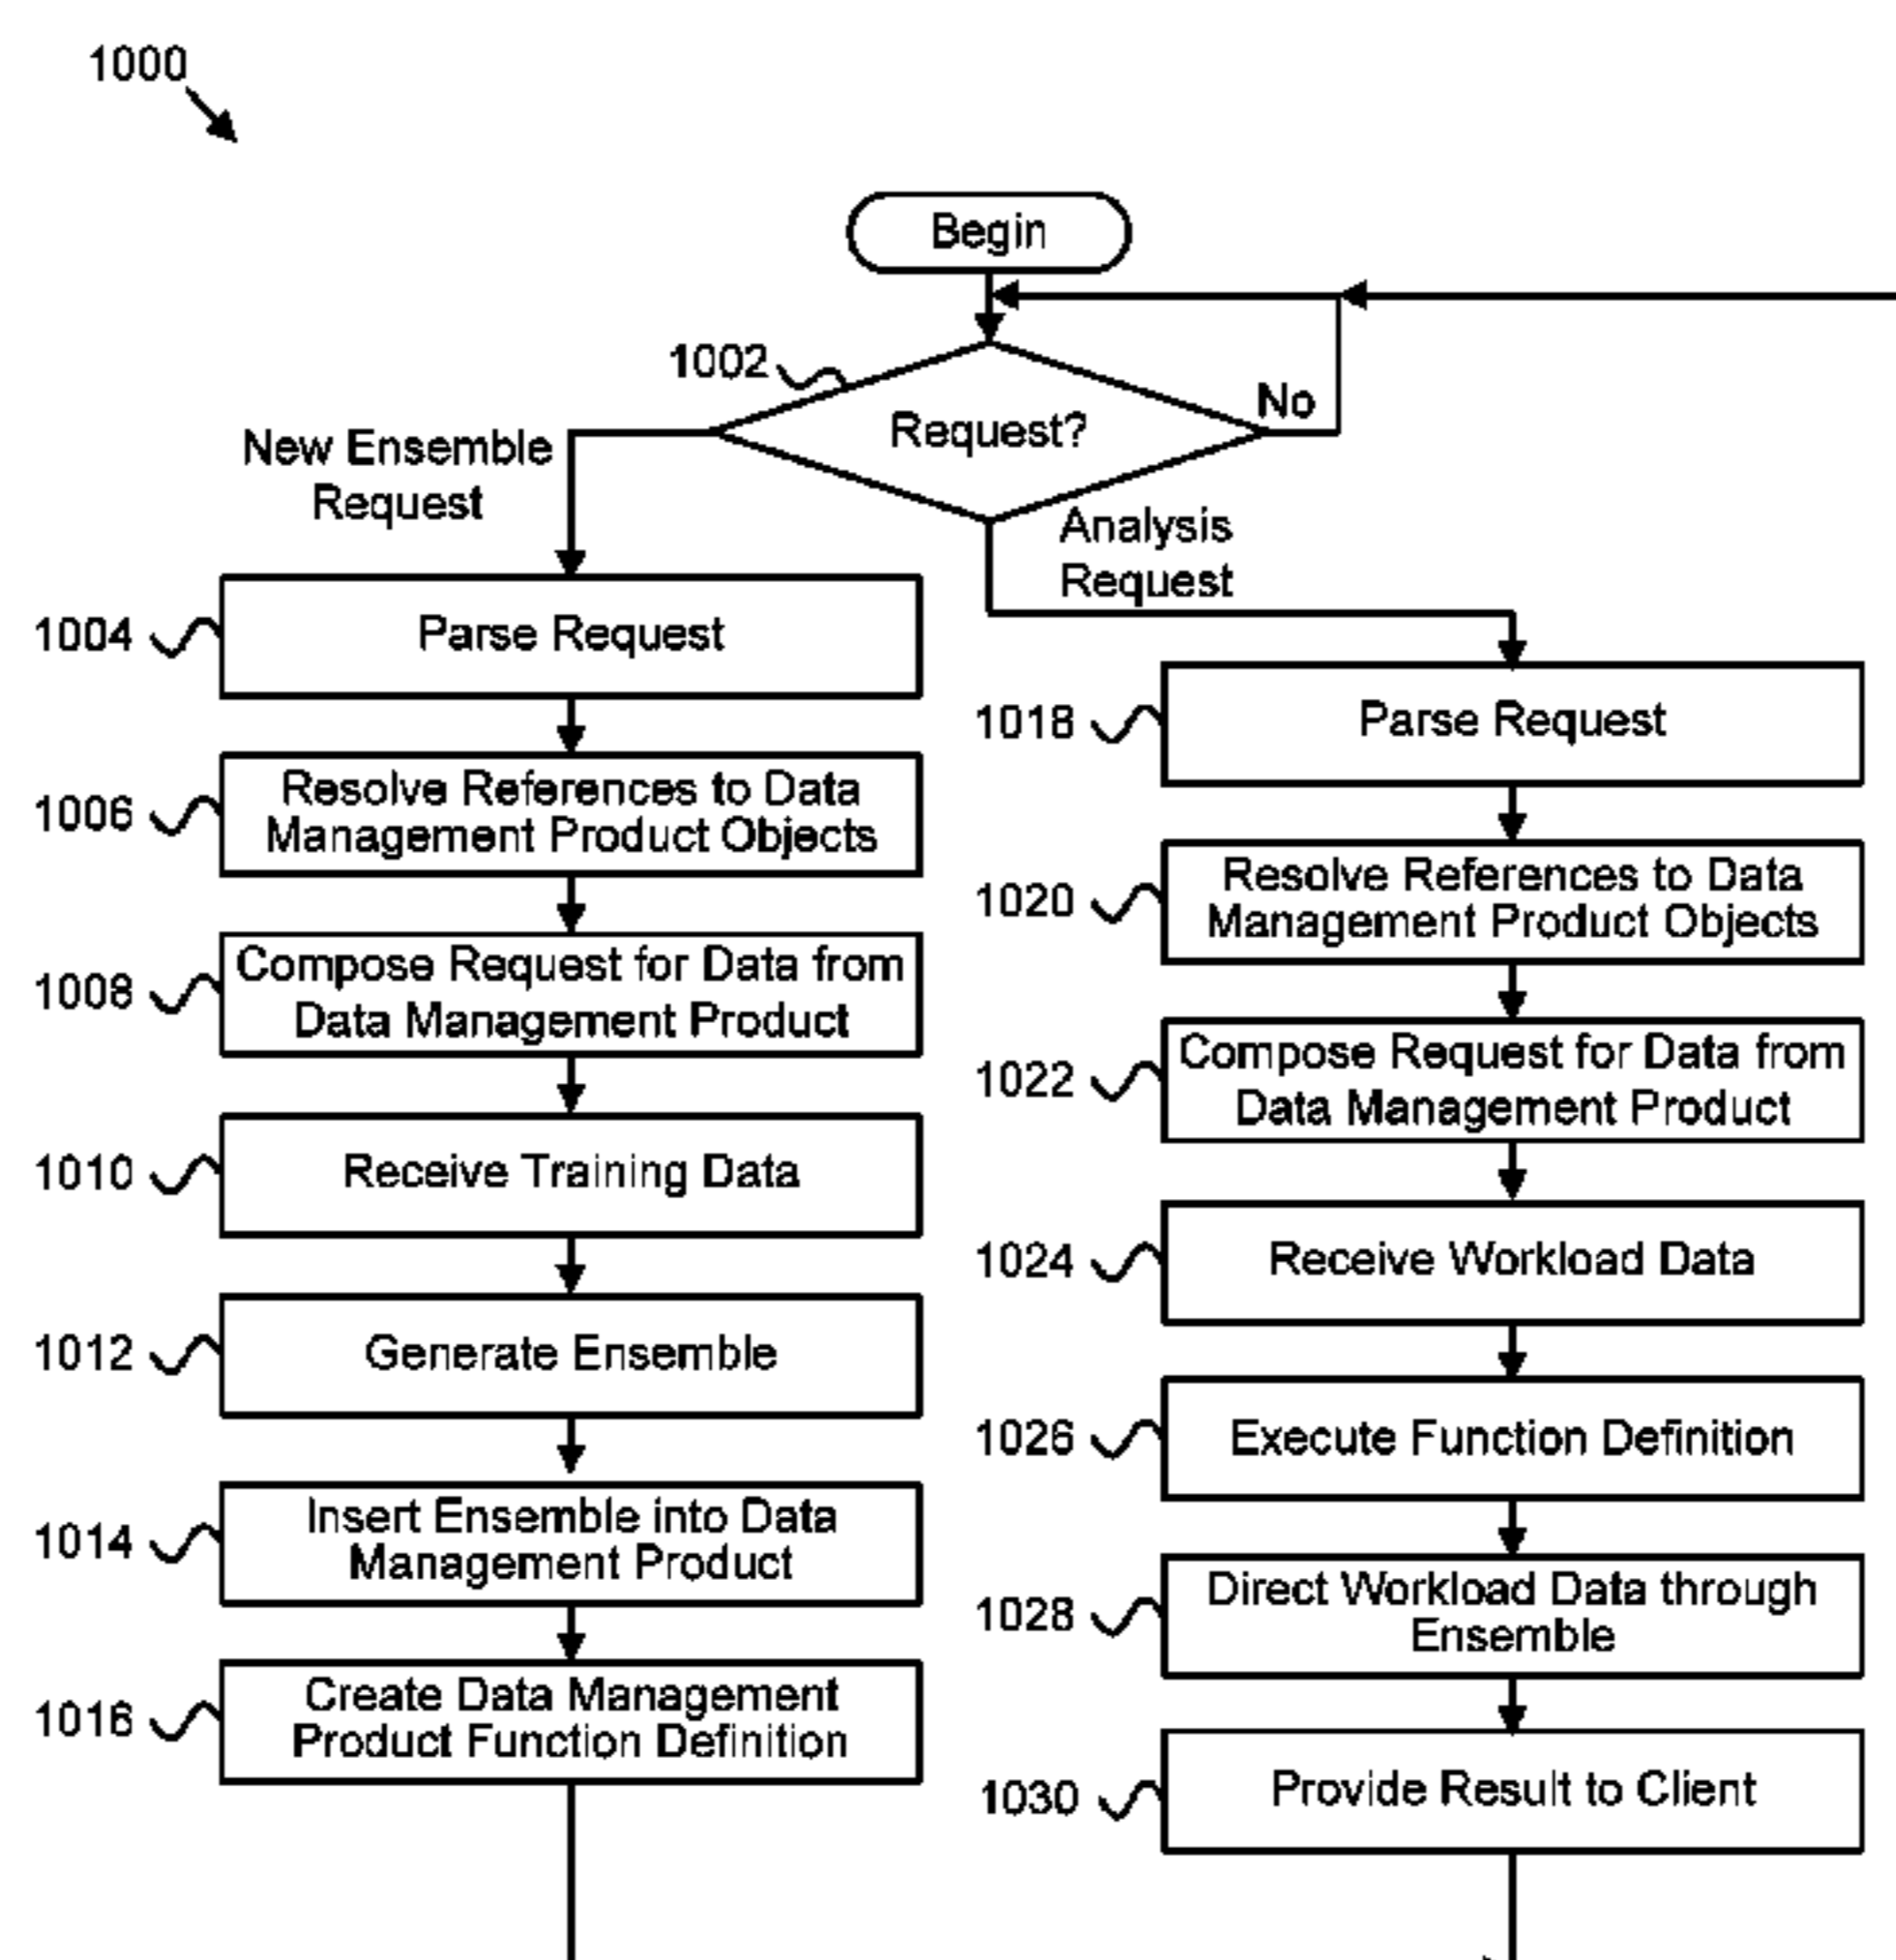 1000
Begin
1002
Request?
No
New Ensemble
Request
Analysis
Request
1004
Parse Request
1006
Resolve References to Data
Management Product Objects
1008
Compose Request for Data from
Data Management Product
1010
Receive Training Data
1012
Generate Ensemble
1014
Insert Ensemble into Data
Management Product
1016
Create Data Management
Product Function Definition
1018
Parse Request
1020
Resolve References to Data
Management Product Objects
1022
Compose Request for Data from
Data Management Product
1024
Receive Workload Data
1026
Execute Function Definition
1028
Direct Workload Data through
Ensemble
1030
Provide Result to Client